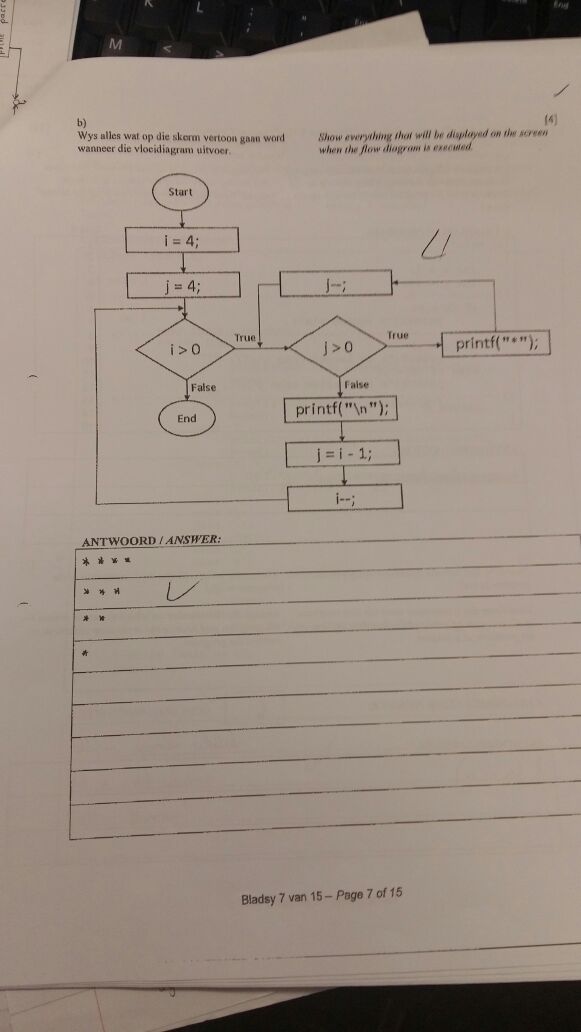 K L
M < >
b)
[4]
Wys alles wat op die skerm vertoon gaan word
wanneer die vloeidiagram uitvoer.
Show everything that will be displayed on the screen
when the flow diagram is executed.
Start
i = 4;
j = 4;
j--;
i > 0
True
j > 0
True
printf("*");
False
False
End
printf("\n");
j = i - 1;
i--;
ANTWOORD / ANSWER:
* * * *
* * *
* *
*
Bladsy 7 van 15 – Page 7 of 15